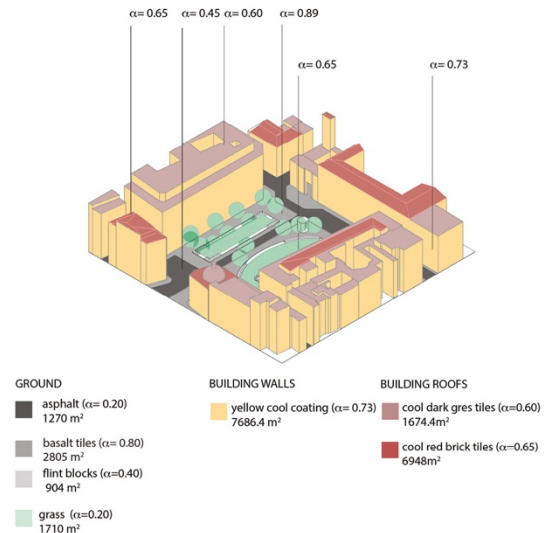 α= 0.65 α= 0.45 α= 0.60 α= 0.89
α= 0.65 α= 0.73
GROUND
asphalt (α= 0.20)
1270 m²
basalt tiles (α= 0.80)
2805 m²
flint blocks (α=0.40)
904 m²
grass (α=0.20)
1710 m²
BUILDING WALLS
yellow cool coating (α= 0.73)
7686.4 m²
BUILDING ROOFS
cool dark gres tiles (α=0.60)
1674.4m²
cool red brick tiles (α=0.65)
6948m²